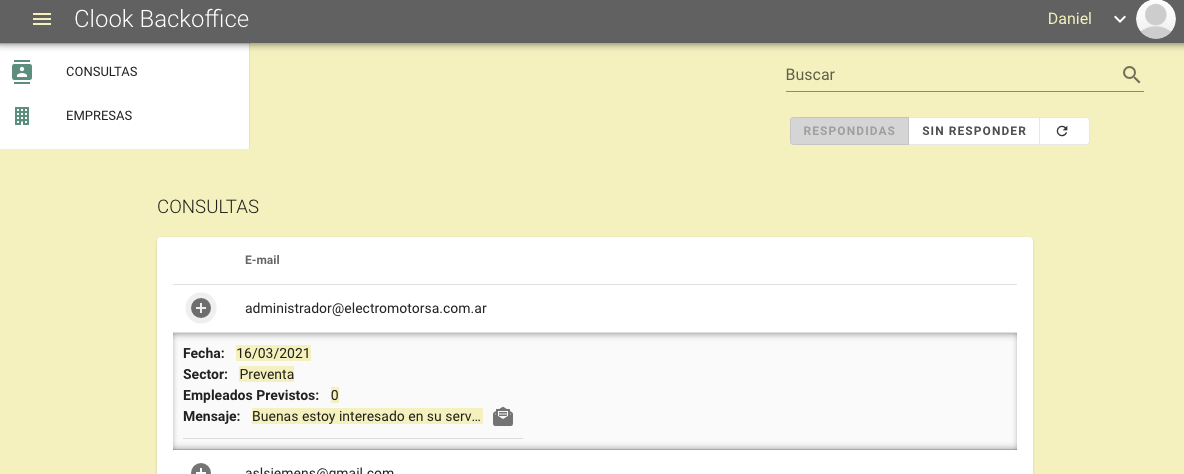 Clook Backoffice
Daniel
CONSULTAS
EMPRESAS
Buscar
RESPONDIDAS SIN RESPONDER
CONSULTAS
E-mail
administrador@electromotorsa.com.ar
Fecha: 16/03/2021
Sector: Preventa
Empleados Previstos: 0
Mensaje: Buenas estoy interesado en su serv...
aslsiemens@gmail.com